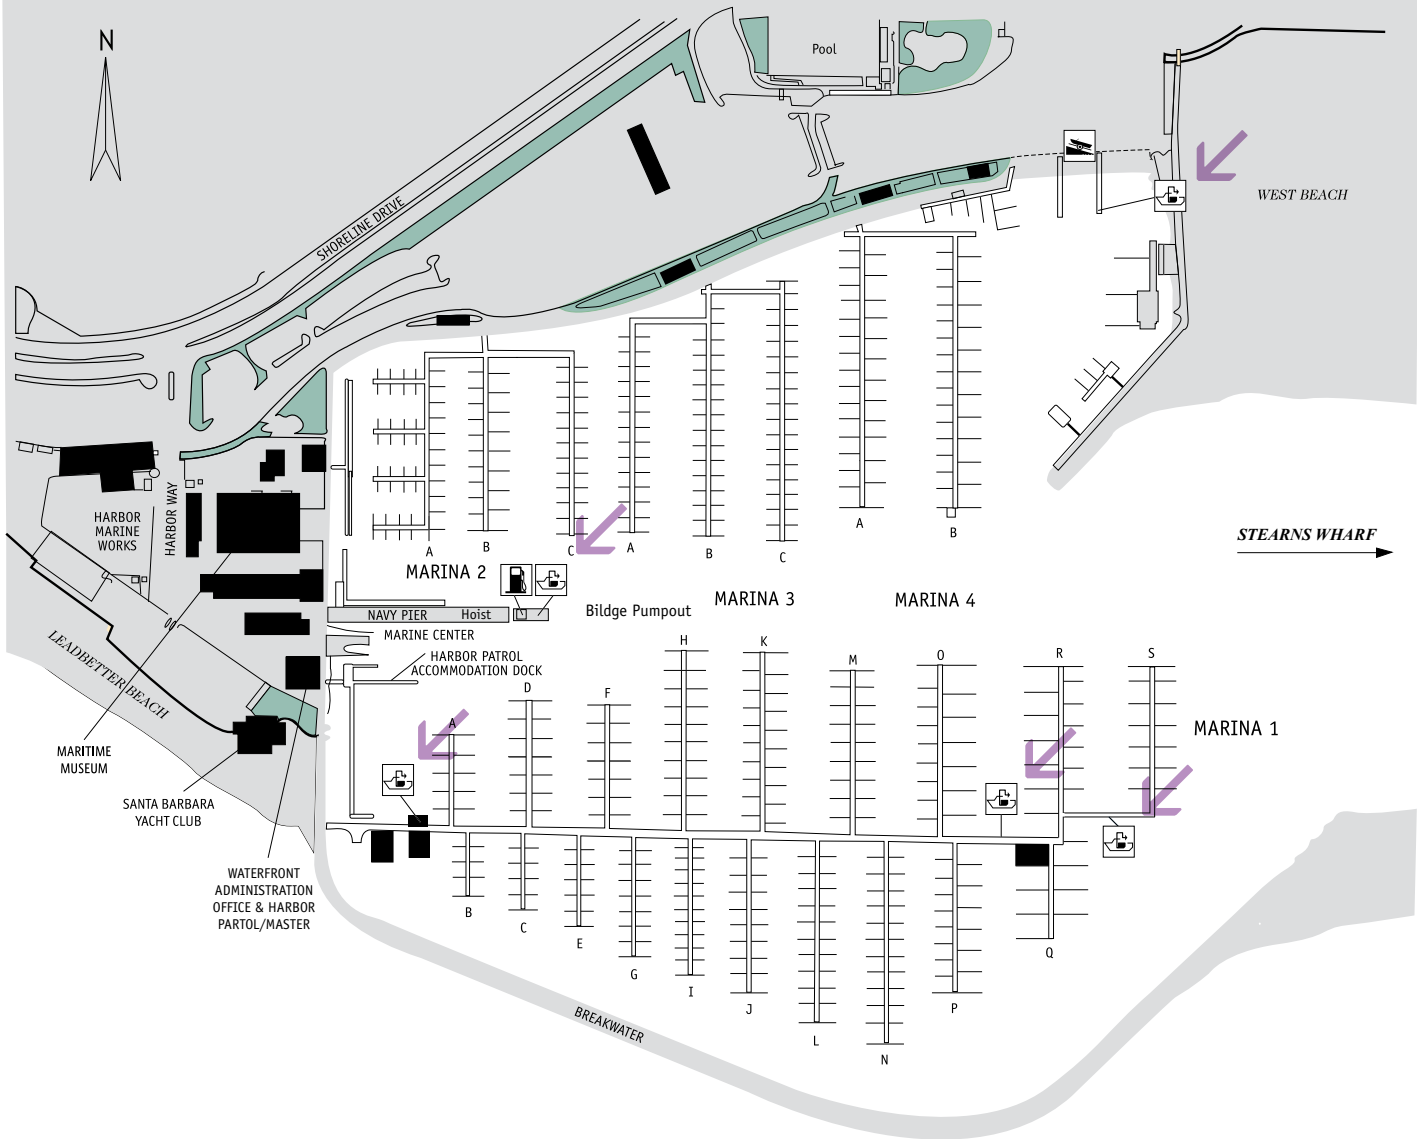 N
Pool
SHORELINE DRIVE
WEST BEACH
HARBOR
MARINE
WORKS
HARBOR WAY
A
B
C
A
B
C
A
B
MARINA 2
MARINA 3
MARINA 4
STEARNS WHARF
NAVY PIER
Hoist
Bildge Pumpout
MARINE CENTER
HARBOR PATROL
ACCOMMODATION DOCK
LEADBETTER BEACH
MARITIME
MUSEUM
SANTA BARBARA
YACHT CLUB
WATERFRONT
ADMINISTRATION
OFFICE & HARBOR
PARTOL/MASTER
A
D
F
H
K
M
O
R
S
MARINA 1
B
C
E
G
I
J
L
N
P
Q
BREAKWATER